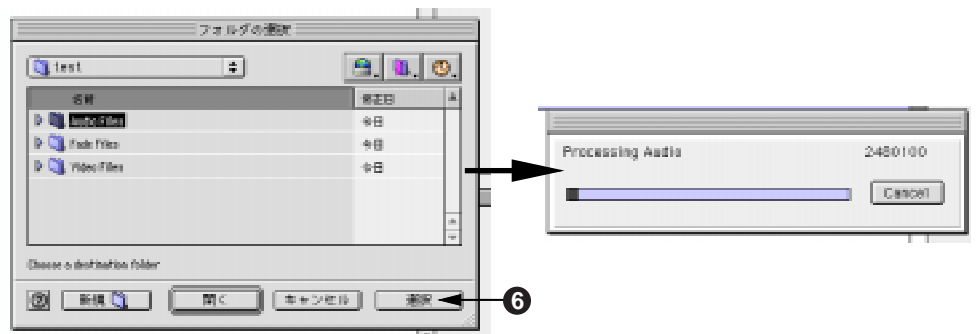 フォルダの選択
test
名前 修正日
Audio Files 今日
Fade Files 今日
Video Files 今日
Choose a destination folder
新規 開く キャンセル 選択
6
Processing Audio 2480100
Cancel